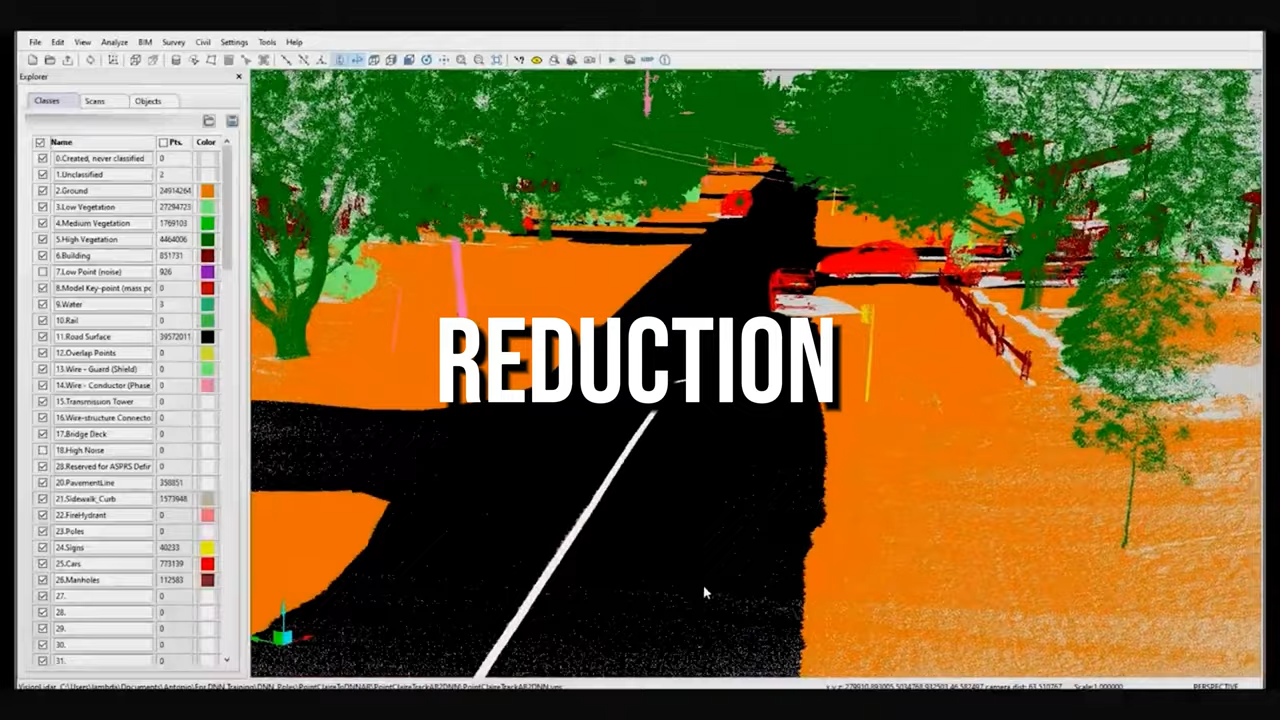 File Edit View Analyze BIM Survey Civil Settings Tools Help
Explorer
Classes Scans Objects
Name Pts. Color
0.Created, never classified 0
1.Unclassified 2
2.Ground 24914264
3.Low Vegetation 27294723
4.Medium Vegetation 1769103
5.High Vegetation 4464006
6.Building 851731
7.Low Point (noise) 926
8.Model Key-point (mass pc 0
9.Water 3
10.Rail 0
11.Road Surface 39572011
12.Overlap Points 0
13.Wire - Guard (Shield) 0
14.Wire - Conductor (Phase 0
15.Transmission Tower 0
16.Wire-structure Connecto 0
17.Bridge Deck 0
18.High Noise 0
28.Reserved for ASPRS Defir 0
20.PavementLine 358851
21.Sidewalk_Curb 1573948
22.FireHydrant 0
23.Poles 0
24.Signs 40233
25.Cars 773139
26.Manholes 112583
27. 0
28. 0
29. 0
30. 0
31. 0
REDUCTION
Scale:1.000000 PERSPECTIVE